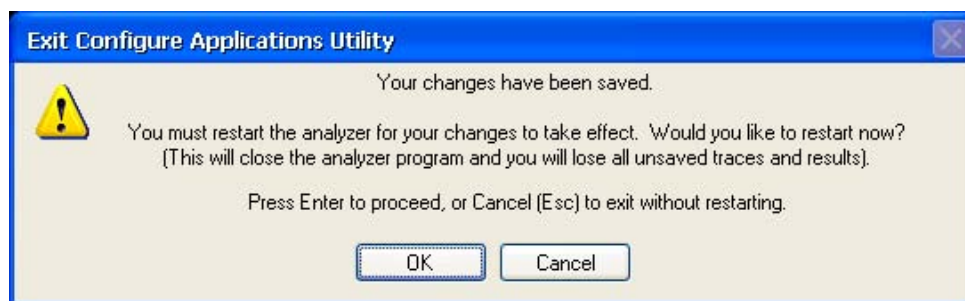 Exit Configure Applications Utility
Your changes have been saved.
You must restart the analyzer for your changes to take effect.  Would you like to restart now?
(This will close the analyzer program and you will lose all unsaved traces and results).
Press Enter to proceed, or Cancel (Esc) to exit without restarting.
OK
Cancel